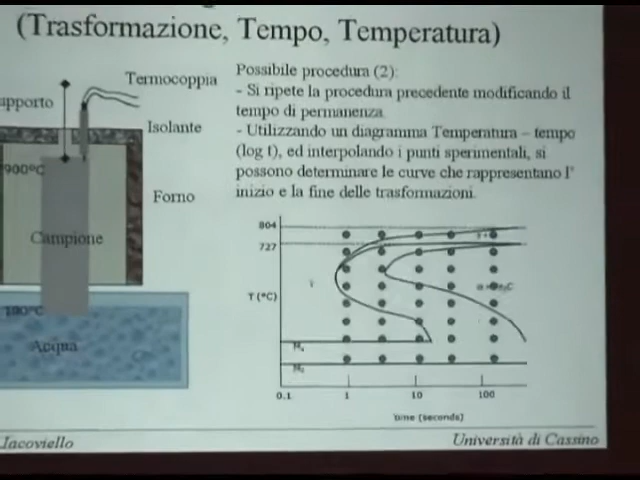 (Trasformazione, Tempo, Temperatura)
Termocoppia
Isolante
900°C
Forno
Campione
100°C
Acqua
Possibile procedura (2):
- Si ripete la procedura precedente modificando il
tempo di permanenza.
- Utilizzando un diagramma Temperatura – tempo
(log t), ed interpolando i punti sperimentali, si
possono determinare le curve che rappresentano l'
inizio e la fine delle trasformazioni.
804
727
T (°C)
0.1 1 10 100
time (seconds)
Iacoviello
Università di Cassino